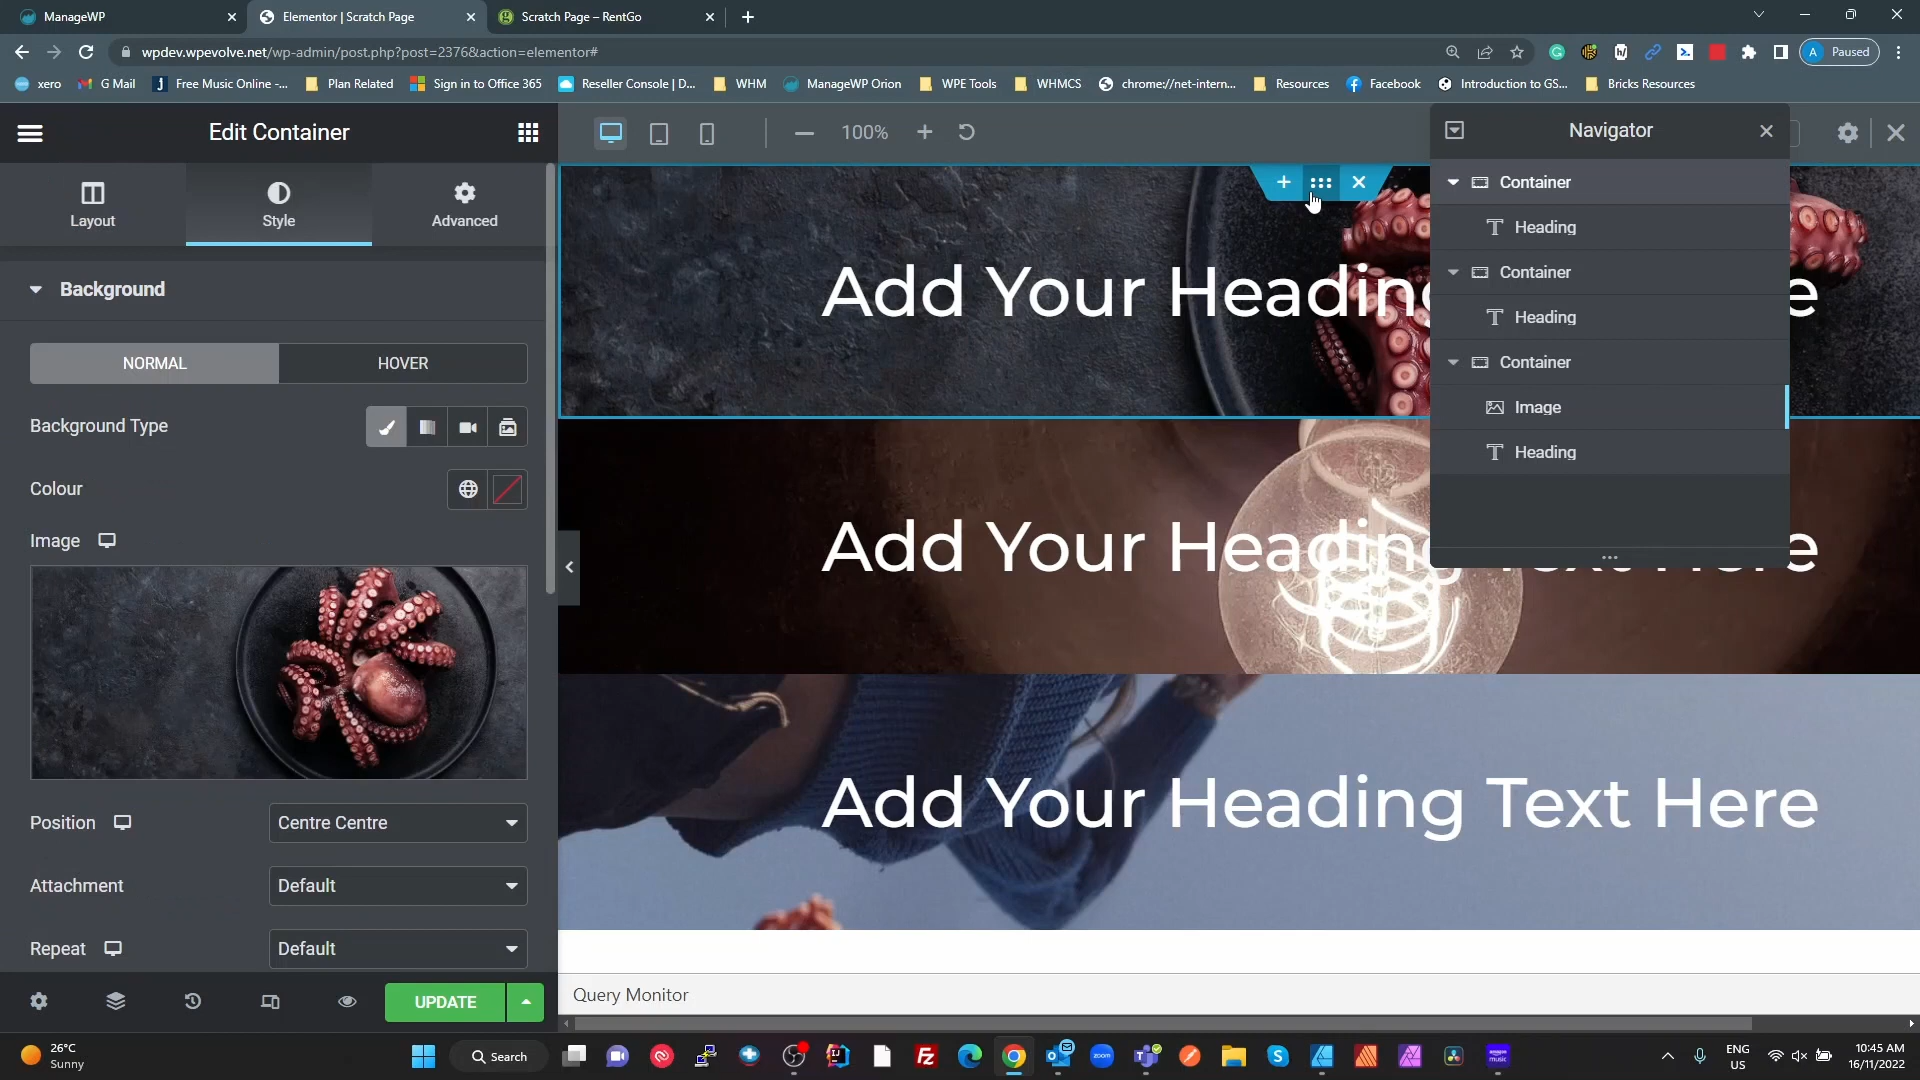 ManageWP
Elementor | Scratch Page
Scratch Page – RentGo
wpdev.wpevolve.net/wp-admin/post.php?post=2376&action=elementor#
A Paused
xero
G Mail
Free Music Online -...
Plan Related
Sign in to Office 365
Reseller Console | D...
WHM
ManageWP Orion
WPE Tools
WHMCS
chrome://net-intern...
Resources
Facebook
Introduction to GS...
Bricks Resources
Edit Container
100%
Navigator
Layout
Style
Advanced
Container
Heading
Container
Heading
Container
Image
Heading
Background
NORMAL
HOVER
Background Type
Colour
Image
Position
Centre Centre
Attachment
Default
Repeat
Default
UPDATE
Add Your Heading
Add Your Heading Text Here
Add Your Heading Text Here
Query Monitor
26°C
Sunny
Search
ENG
US
10:45 AM
16/11/2022